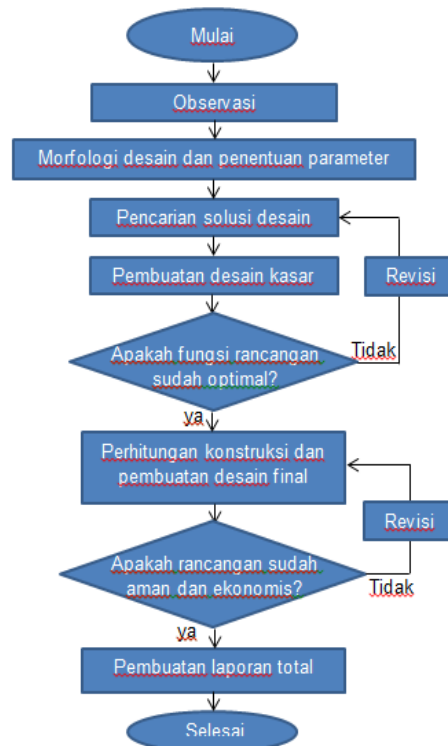 Mulai
Observasi
Morfologi desain dan penentuan parameter
Pencarian solusi desain
Pembuatan desain kasar
Revisi
Apakah fungsi rancangan
sudah optimal?
Tidak
ya
Perhitungan konstruksi dan
pembuatan desain final
Revisi
Apakah rancangan sudah
aman dan ekonomis?
Tidak
ya
Pembuatan laporan total
Selesai